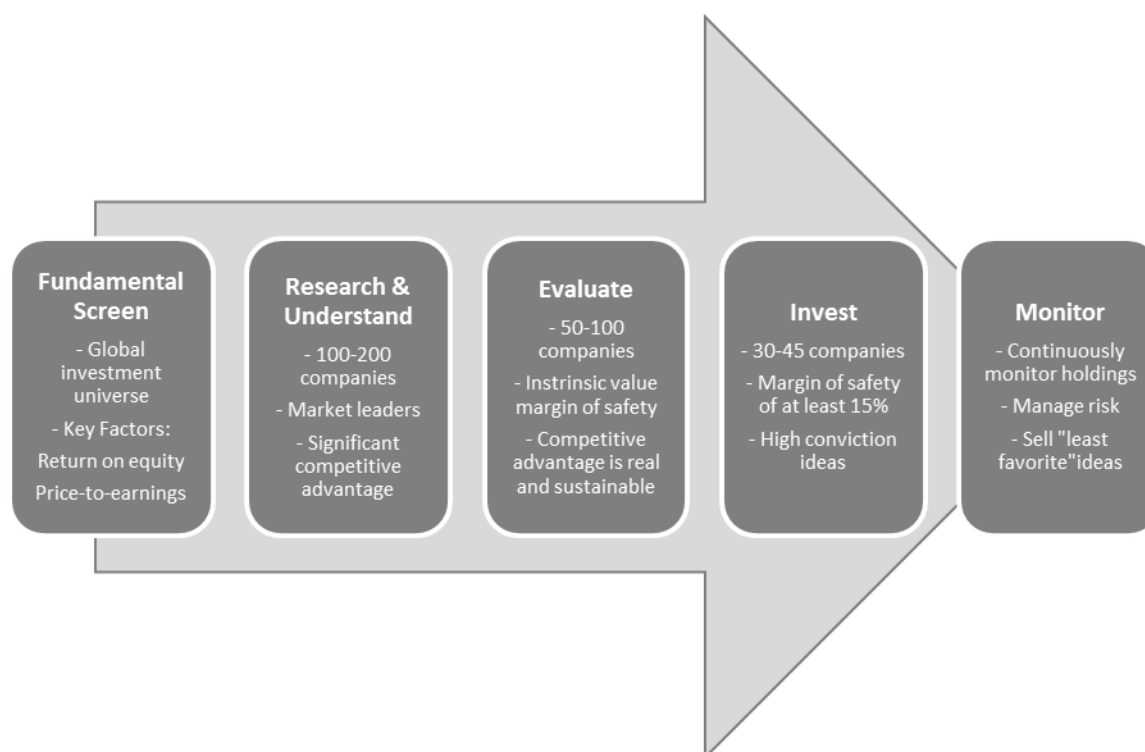 Fundamental
Screen
- Global
investment
universe
- Key Factors:
Return on equity
Price-to-earnings
Research &
Understand
- 100-200
companies
- Market leaders
- Significant
competitive
advantage
Evaluate
- 50-100
companies
- Instrinsic value
margin of safety
- Competitive
advantage is real
and sustainable
Invest
- 30-45 companies
- Margin of safety
of at least 15%
- High conviction
ideas
Monitor
- Continuously
monitor holdings
- Manage risk
- Sell "least
favorite"ideas